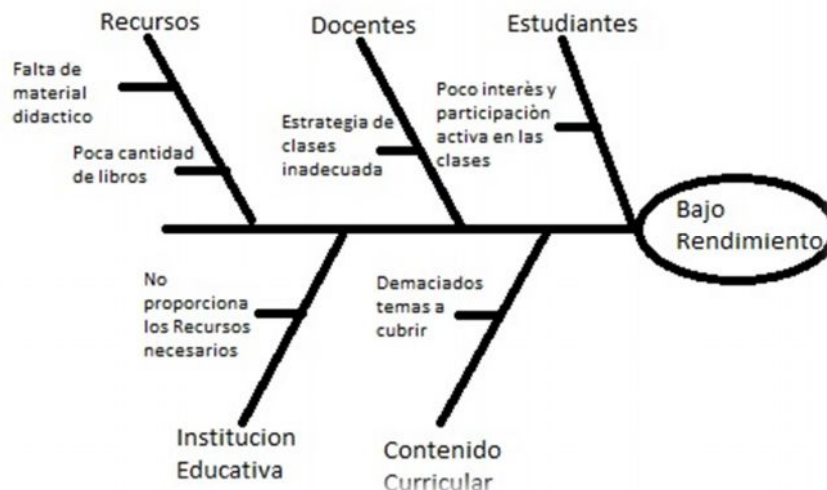 Recursos
Docentes
Estudiantes
Falta de
material
didactico
Poca cantidad
de libros
Estrategia de
clases
inadecuada
Poco interès y
participaciòn
activa en las
clases
Bajo
Rendimiento
No
proporciona
los Recursos
necesarios
Demaciados
temas a
cubrir
Institucion
Educativa
Contenido
Curricular